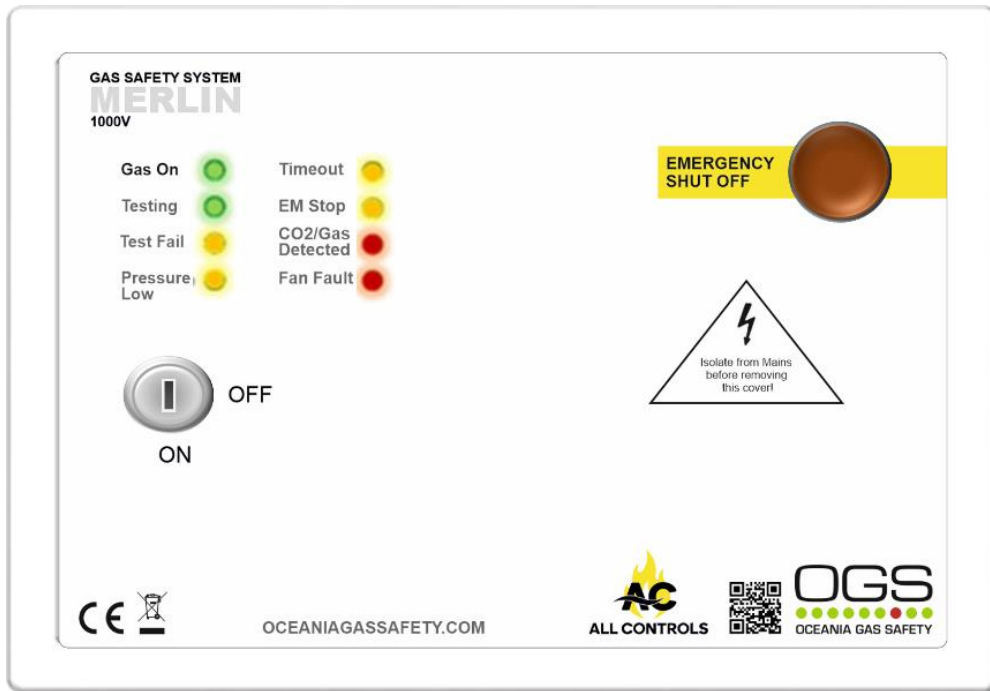 GAS SAFETY SYSTEM
MERLIN
1000V
Gas On
Timeout
Testing
EM Stop
Test Fail
CO2/Gas
Detected
Pressure
Low
Fan Fault
EMERGENCY
SHUT OFF
Isolate from Mains
before removing
this cover!
OFF
ON
CE
OCEANIAGASSAFETY.COM
AC
ALL CONTROLS
OGS
OCEANIA GAS SAFETY